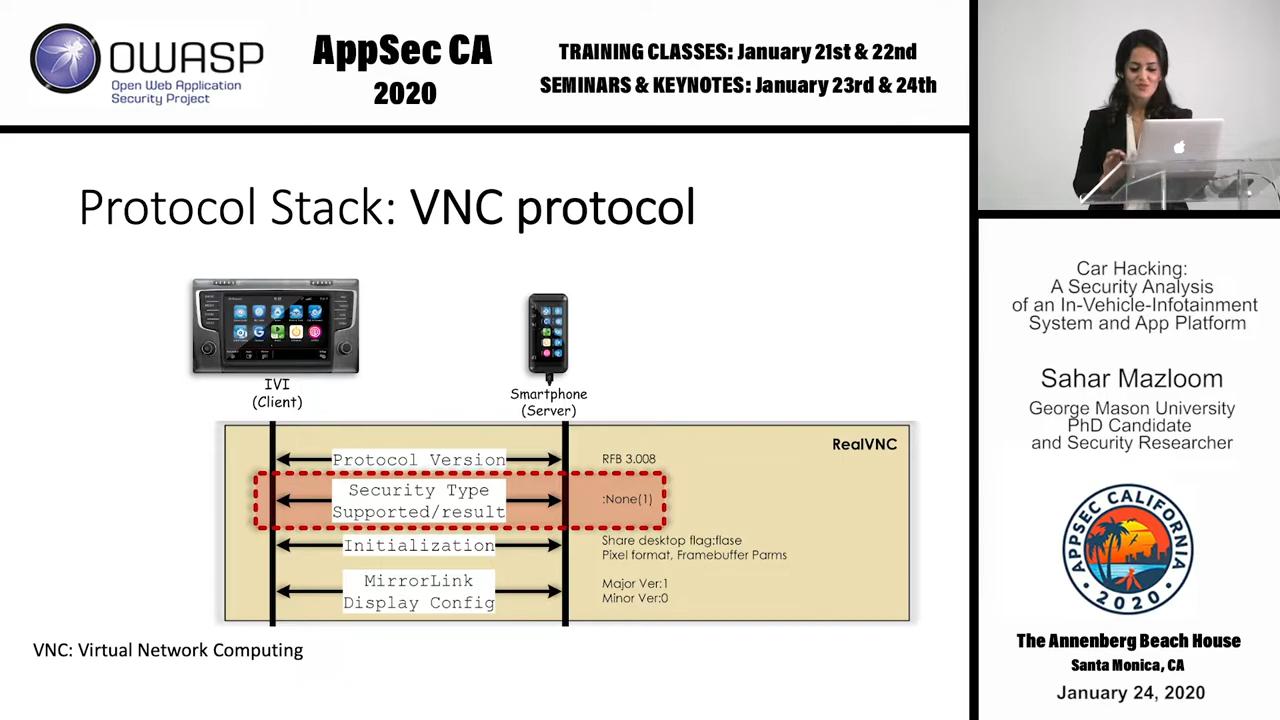 OWASP
Open Web Application
Security Project
AppSec CA
2020
TRAINING CLASSES: January 21st & 22nd
SEMINARS & KEYNOTES: January 23rd & 24th
Protocol Stack: VNC protocol
IVI
(Client)
Smartphone
(Server)
RealVNC
Protocol Version
RFB 3.008
Security Type
Supported/result
:None(1)
Initialization
Share desktop flag:flase
Pixel format, Framebuffer Parms
MirrorLink
Display Config
Major Ver:1
Minor Ver:0
VNC: Virtual Network Computing
Car Hacking:
A Security Analysis
of an In-Vehicle-Infotainment
System and App Platform
Sahar Mazloom
George Mason University
PhD Candidate
and Security Researcher
APPSEC CALIFORNIA
2020
The Annenberg Beach House
Santa Monica, CA
January 24, 2020